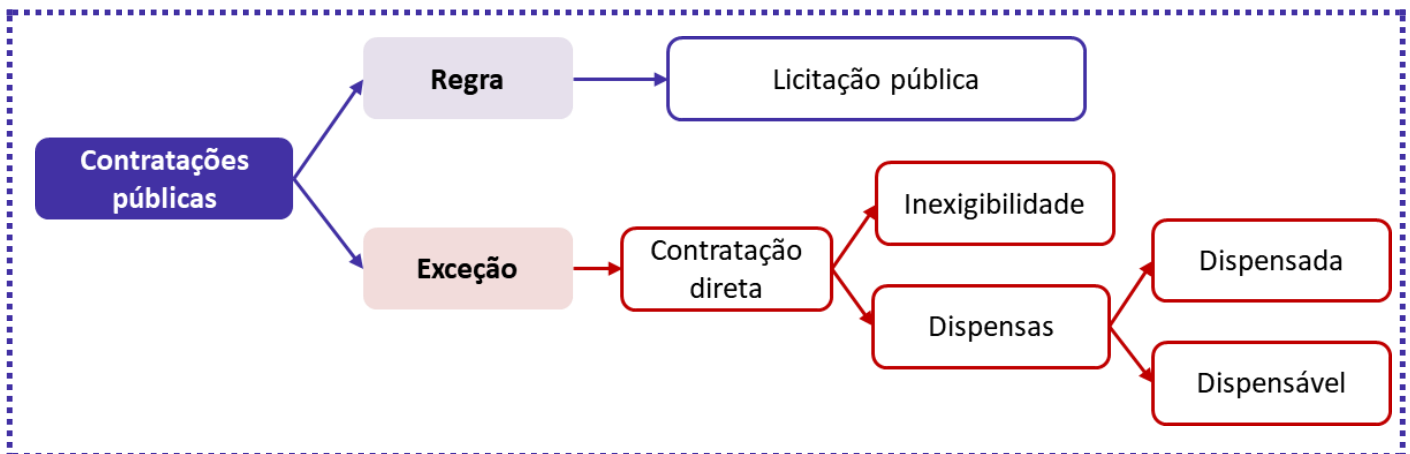 Contratações
públicas
Regra
Licitação pública
Exceção
Contratação
direta
Inexigibilidade
Dispensas
Dispensada
Dispensável